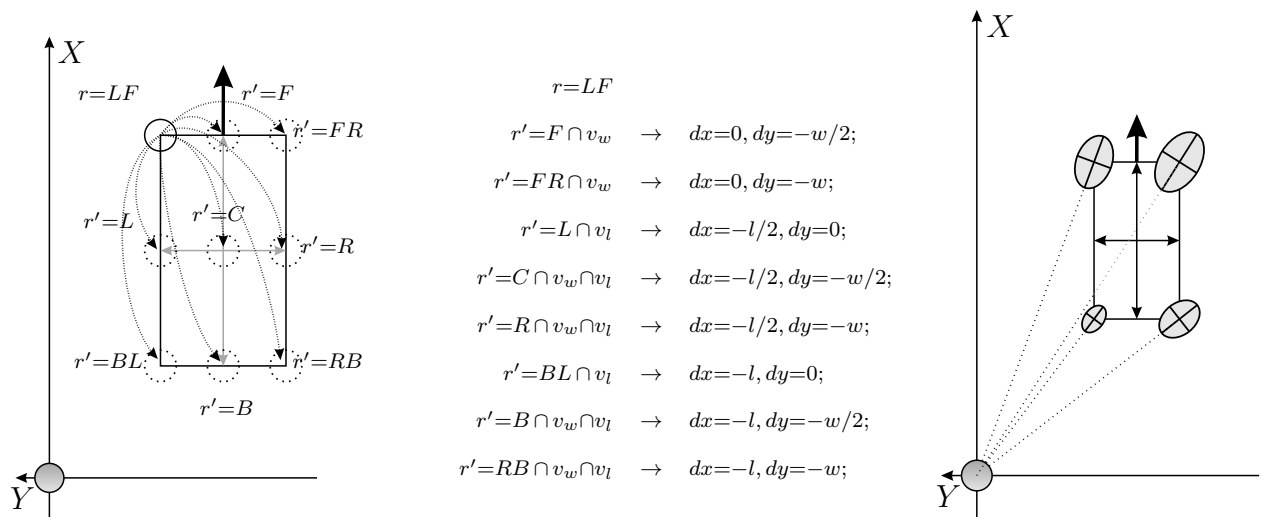 X
r=LF
r′=F
r′=FR
r′=L
r′=C
r′=R
r′=BL
r′=RB
r′=B
Y
r=LF
r′=F ∩ v_w → dx=0, dy=−w/2;
r′=FR ∩ v_w → dx=0, dy=−w;
r′=L ∩ v_l → dx=−l/2, dy=0;
r′=C ∩ v_w∩v_l → dx=−l/2, dy=−w/2;
r′=R ∩ v_w∩v_l → dx=−l/2, dy=−w;
r′=BL ∩ v_l → dx=−l, dy=0;
r′=B ∩ v_w∩v_l → dx=−l, dy=−w/2;
r′=RB ∩ v_w∩v_l → dx=−l, dy=−w;
X
Y